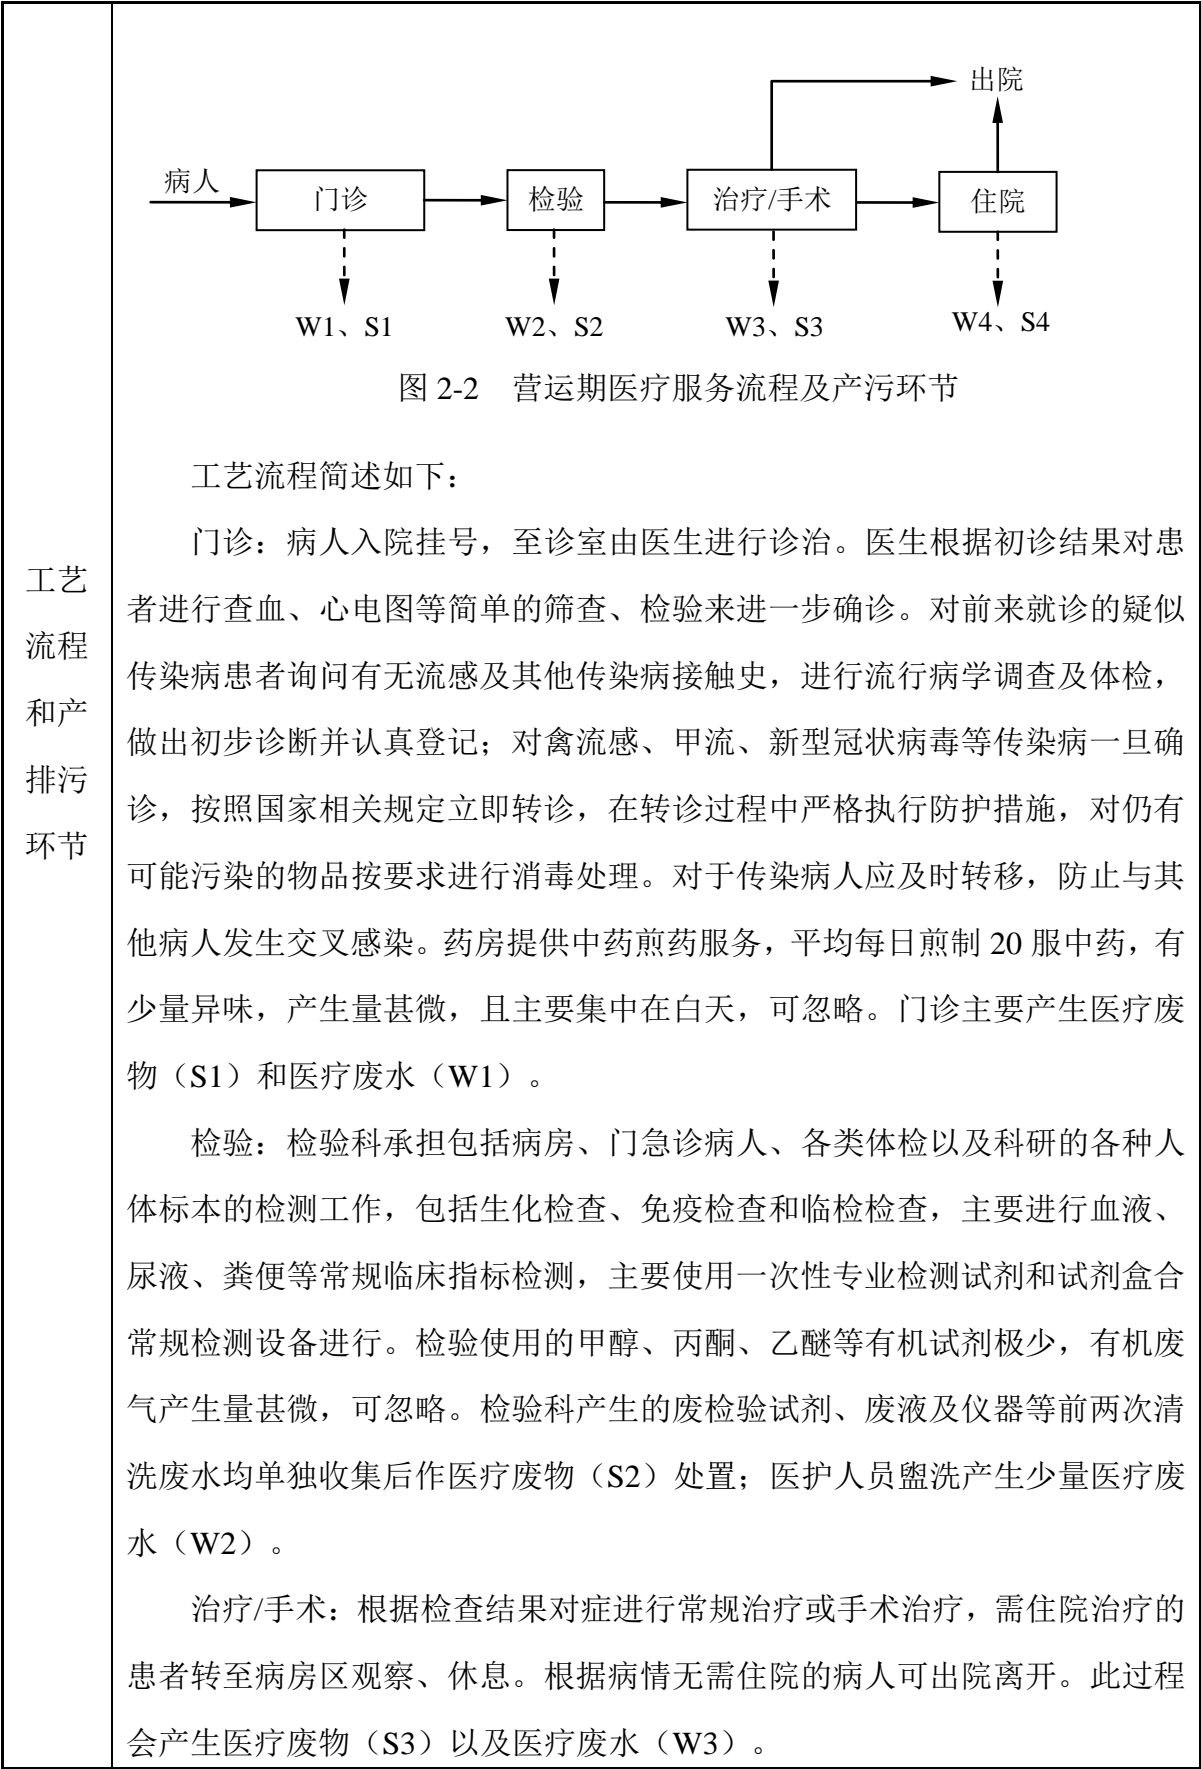 出院
病人
门诊
检验
治疗/手术
住院
W1、S1
W2、S2
W3、S3
W4、S4
图 2-2 营运期医疗服务流程及产污环节
工艺
流程
和产
排污
环节
工艺流程简述如下：
门诊：病人入院挂号，至诊室由医生进行诊治。医生根据初诊结果对患
者进行查血、心电图等简单的筛查、检验来进一步确诊。对前来就诊的疑似
传染病患者询问有无流感及其他传染病接触史，进行流行病学调查及体检，
做出初步诊断并认真登记；对禽流感、甲流、新型冠状病毒等传染病一旦确
诊，按照国家相关规定立即转诊，在转诊过程中严格执行防护措施，对仍有
可能污染的物品按要求进行消毒处理。对于传染病人应及时转移，防止与其
他病人发生交叉感染。药房提供中药煎药服务，平均每日煎制 20 服中药，有
少量异味，产生量甚微，且主要集中在白天，可忽略。门诊主要产生医疗废
物（S1）和医疗废水（W1）。
检验：检验科承担包括病房、门急诊病人、各类体检以及科研的各种人
体标本的检测工作，包括生化检查、免疫检查和临检检查，主要进行血液、
尿液、粪便等常规临床指标检测，主要使用一次性专业检测试剂和试剂盒合
常规检测设备进行。检验使用的甲醇、丙酮、乙醚等有机试剂极少，有机废
气产生量甚微，可忽略。检验科产生的废检验试剂、废液及仪器等前两次清
洗废水均单独收集后作医疗废物（S2）处置；医护人员盥洗产生少量医疗废
水（W2）。
治疗/手术：根据检查结果对症进行常规治疗或手术治疗，需住院治疗的
患者转至病房区观察、休息。根据病情无需住院的病人可出院离开。此过程
会产生医疗废物（S3）以及医疗废水（W3）。